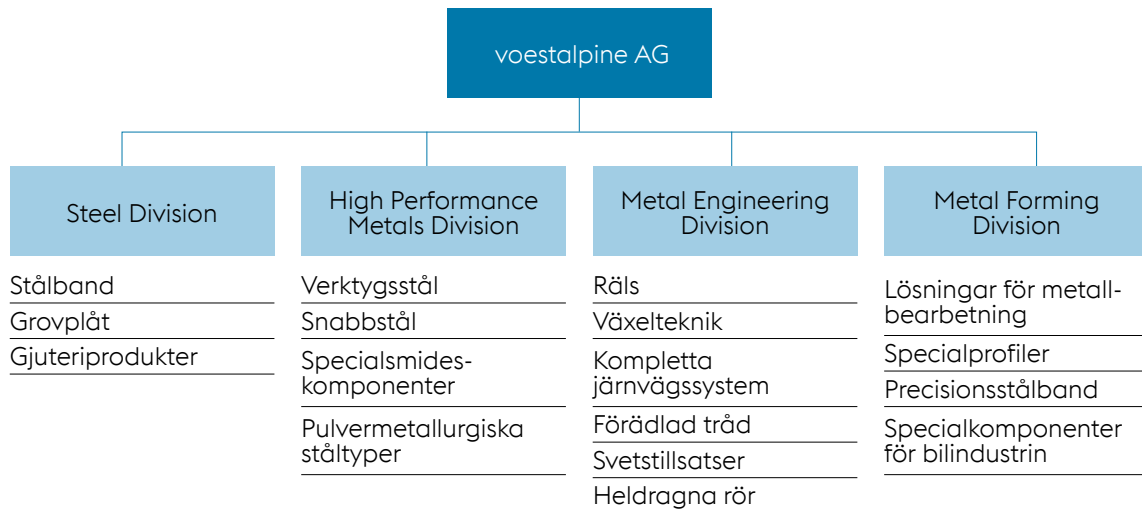 voestalpine AG
Steel Division
Stålband
Grovplåt
Gjuteriprodukter
High Performance
Metals Division
Verktygsstål
Snabbstål
Specialsmides-
komponenter
Pulvermetallurgiska
ståltyper
Metal Engineering
Division
Räls
Växelteknik
Kompletta
järnvägssystem
Förädlad tråd
Svetstillsatser
Heldragna rör
Metal Forming
Division
Lösningar för metall-
bearbetning
Specialprofiler
Precisionsstålband
Specialkomponenter
för bilindustrin